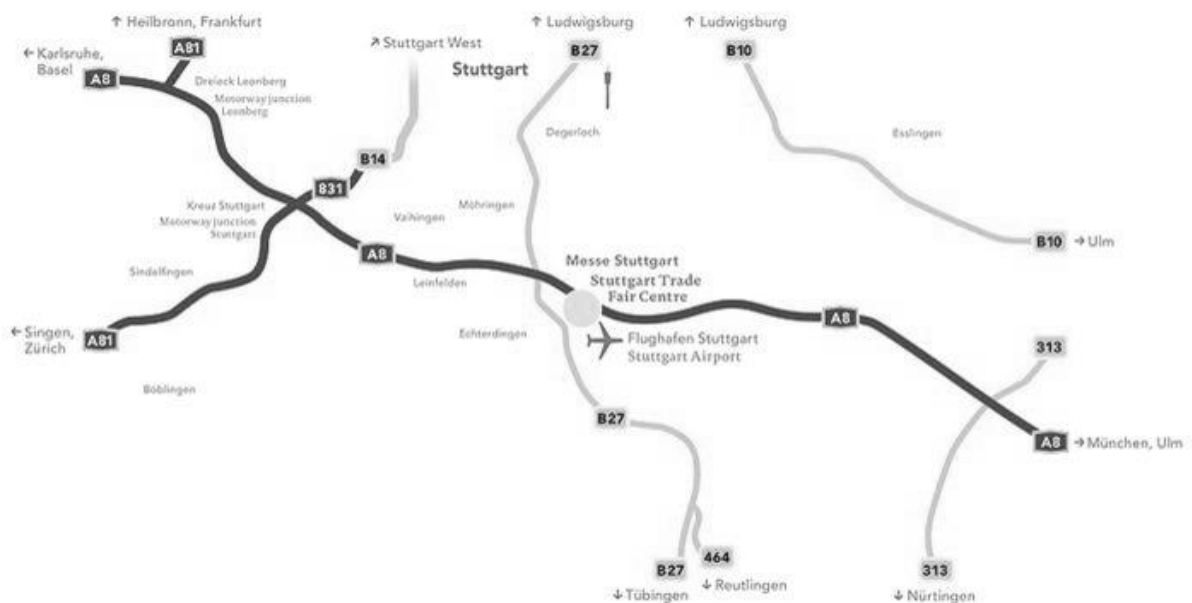 ↑ Heilbronn, Frankfurt
A81
← Karlsruhe,
Basel
A8
Dreieck Leonberg
Motorway junction
Leonberg
↗ Stuttgart West
Stuttgart
↑ Ludwigsburg
B27
Degerloch
↑ Ludwigsburg
B10
Esslingen
B14
831
Kreuz Stuttgart
Motorway junction
Stuttgart
Sindelfingen
Vaihingen
Möhringen
A8
Leinfelden
B10
→ Ulm
Messe Stuttgart
Stuttgart Trade
Fair Centre
← Singen,
Zürich
A81
Echterdingen
Flughafen Stuttgart
Stuttgart Airport
A8
313
Böblingen
B27
A8
→ München, Ulm
B27
↓ Tübingen
464
↓ Reutlingen
313
↓ Nürtingen